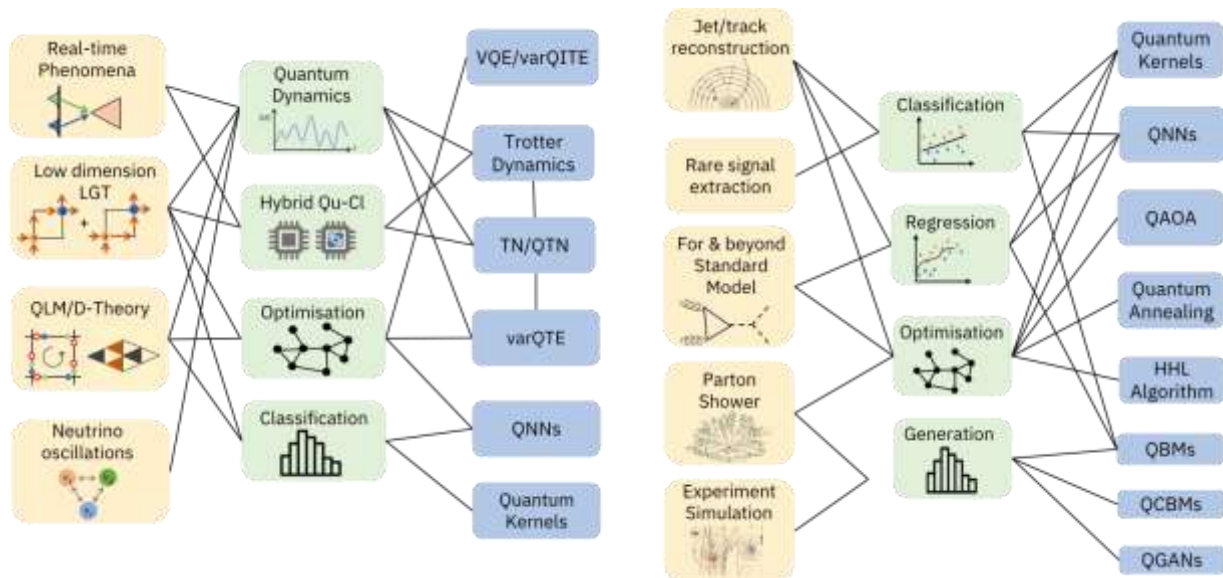 Real-time
Phenomena
Low dimension
LGT
+
QLM/D-Theory
Neutrino
oscillations
Quantum
Dynamics
Hybrid Qu-Cl
Optimisation
Classification
VQE/varQITE
Trotter
Dynamics
TN/QTN
varQTE
QNNs
Quantum
Kernels
Jet/track
reconstruction
Rare signal
extraction
For & beyond
Standard
Model
Parton
Shower
Experiment
Simulation
Classification
Regression
Optimisation
Generation
Quantum
Kernels
QNNs
QAOA
Quantum
Annealing
HHL
Algorithm
QBMs
QCBMs
QGANs